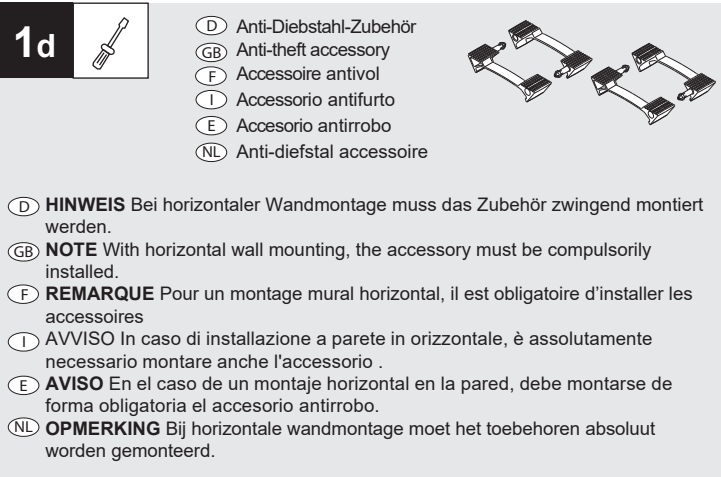 1d
D Anti-Diebstahl-Zubehör
GB Anti-theft accessory
F Accessoire antivol
I Accessorio antifurto
E Accesorio antirrobo
NL Anti-diefstal accessoire
D HINWEIS Bei horizontaler Wandmontage muss das Zubehör zwingend montiert
werden.
GB NOTE With horizontal wall mounting, the accessory must be compulsorily
installed.
F REMARQUE Pour un montage mural horizontal, il est obligatoire d’installer les
accessoires
I AVVISO In caso di installazione a parete in orizzontale, è assolutamente
necessario montare anche l'accessorio .
E AVISO En el caso de un montaje horizontal en la pared, debe montarse de
forma obligatoria el accesorio antirrobo.
NL OPMERKING Bij horizontale wandmontage moet het toebehoren absoluut
worden gemonteerd.